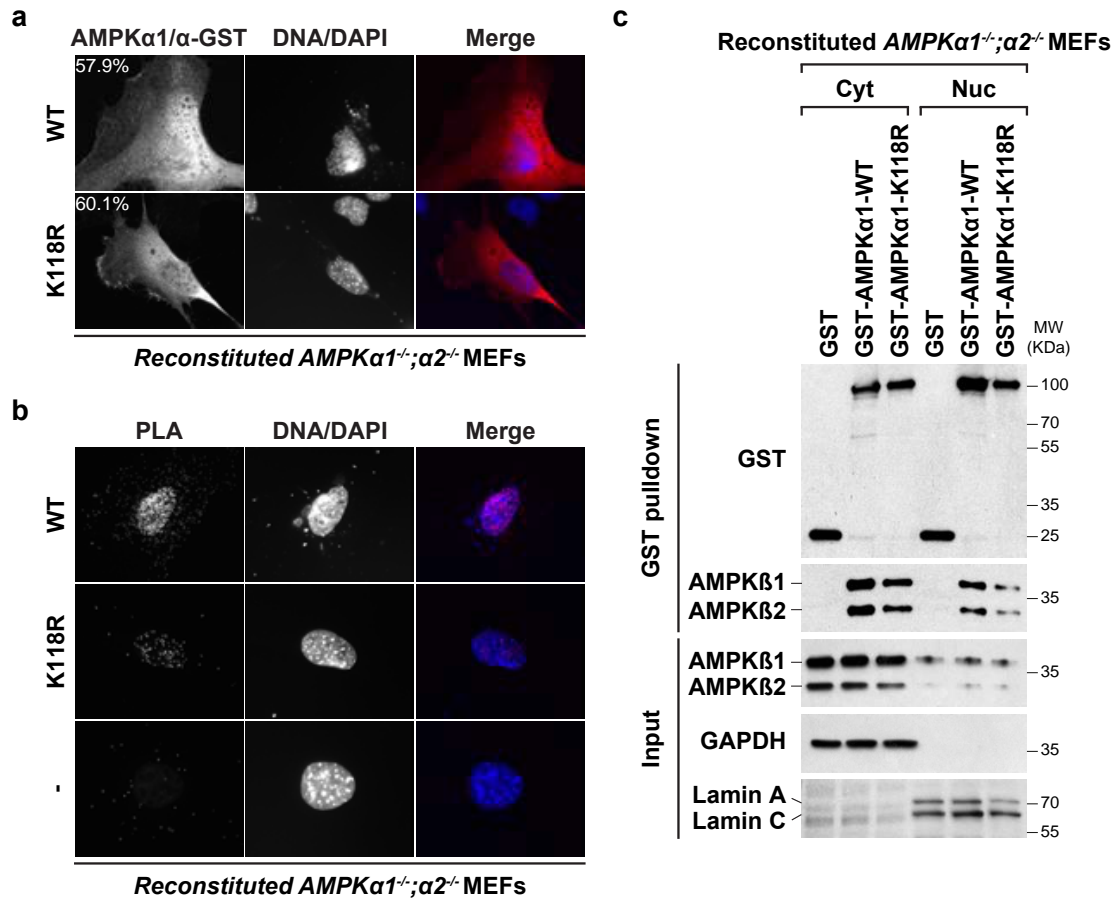 a
AMPKα1/α-GST DNA/DAPI Merge
57.9%
WT
60.1%
K118R
Reconstituted AMPKα1-/-;α2-/- MEFs
b
PLA DNA/DAPI Merge
WT
K118R
-
Reconstituted AMPKα1-/-;α2-/- MEFs
c
Reconstituted AMPKα1-/-;α2-/- MEFs
Cyt Nuc
GST
GST-AMPKα1-WT
GST-AMPKα1-K118R
GST
GST-AMPKα1-WT
GST-AMPKα1-K118R
MW
(KDa)
GST pulldown
GST
100
70
55
35
25
AMPKß1
AMPKß2
35
Input
AMPKß1
AMPKß2
35
GAPDH
35
Lamin A
Lamin C
70
55